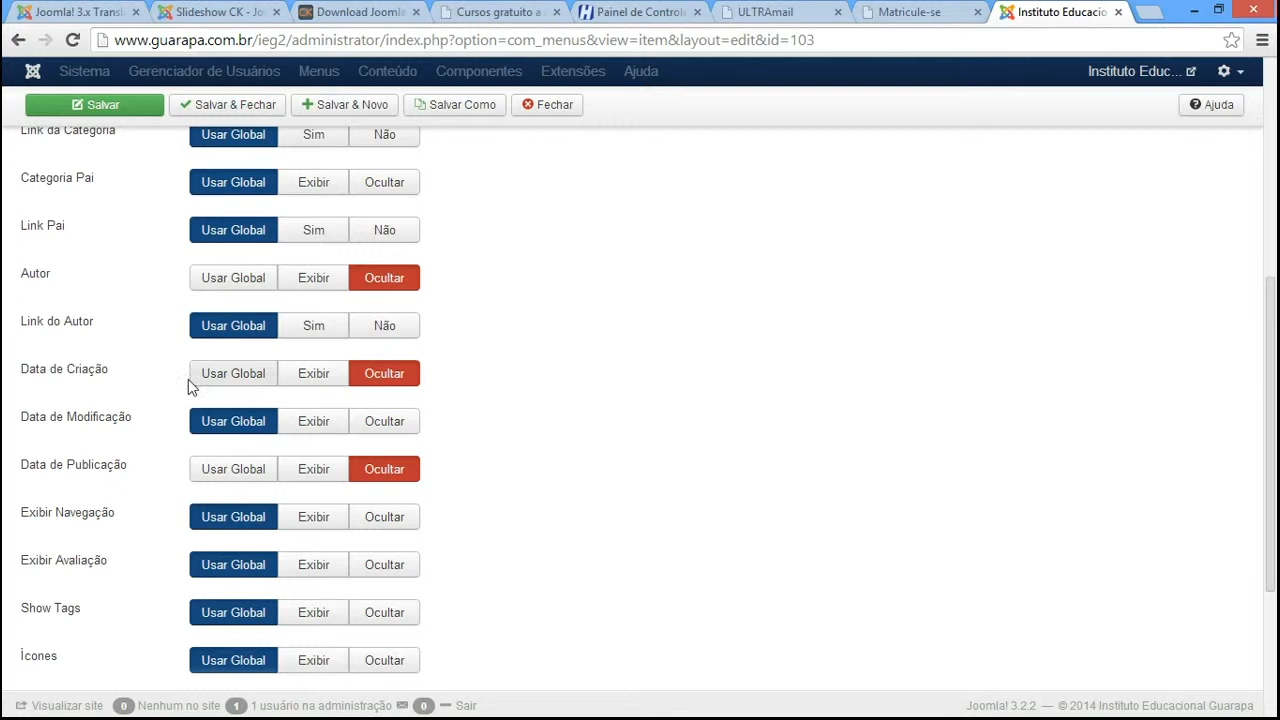 Joomla! 3.x Transl
Slideshow CK - Jo
Download Joomla
Cursos gratuito a
Painel de Control
ULTRAmail
Matricule-se
Instituto Educacio
www.guarapa.com.br/ieg2/administrator/index.php?option=com_menus&view=item&layout=edit&id=103
Sistema Gerenciador de Usuários Menus Conteúdo Componentes Extensões Ajuda Instituto Educ...
Salvar Salvar & Fechar Salvar & Novo Salvar Como Fechar Ajuda
Link da Categoria Usar Global Sim Não
Categoria Pai Usar Global Exibir Ocultar
Link Pai Usar Global Sim Não
Autor Usar Global Exibir Ocultar
Link do Autor Usar Global Sim Não
Data de Criação Usar Global Exibir Ocultar
Data de Modificação Usar Global Exibir Ocultar
Data de Publicação Usar Global Exibir Ocultar
Exibir Navegação Usar Global Exibir Ocultar
Exibir Avaliação Usar Global Exibir Ocultar
Show Tags Usar Global Exibir Ocultar
Ícones Usar Global Exibir Ocultar
Visualizar site 0 Nenhum no site 1 1 usuário na administração 0 Sair Joomla! 3.2.2 — © 2014 Instituto Educacional Guarapa